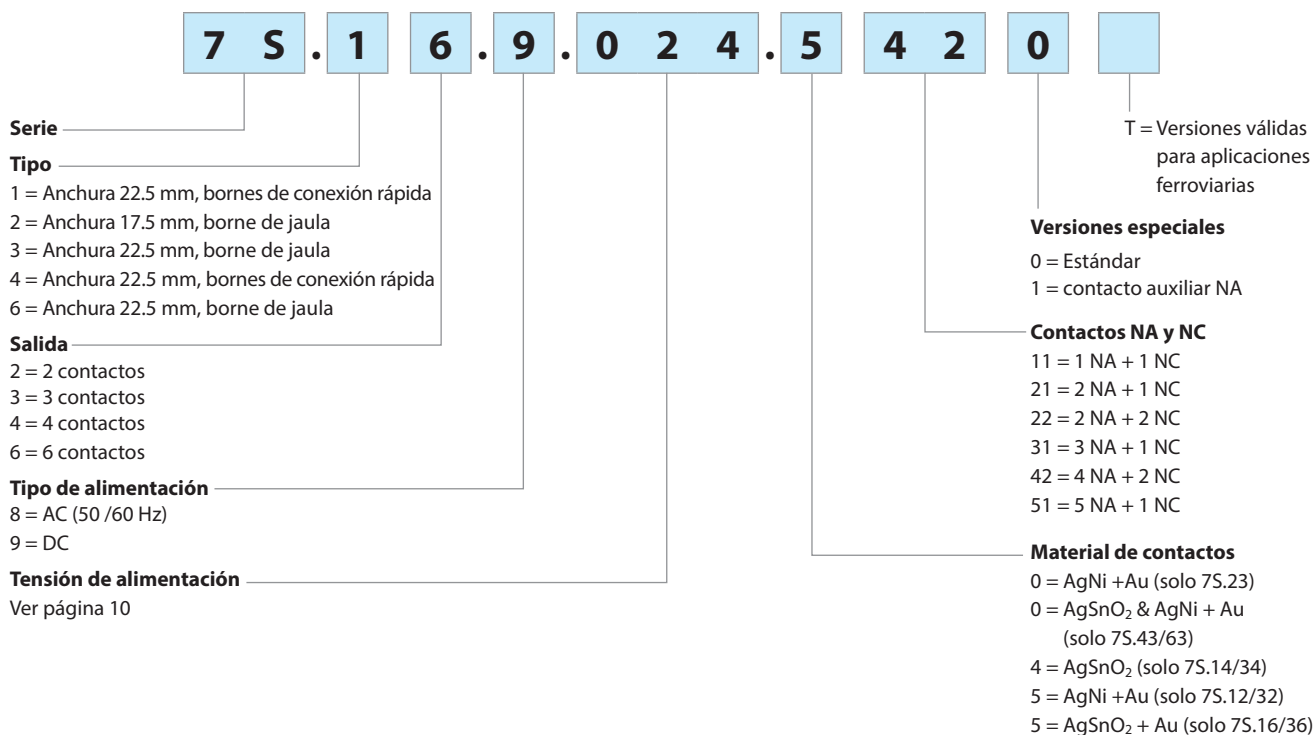 7 S . 1 6 . 9 . 0 2 4 . 5 4 2 0
Serie
Tipo
1 = Anchura 22.5 mm, bornes de conexión rápida
2 = Anchura 17.5 mm, borne de jaula
3 = Anchura 22.5 mm, borne de jaula
4 = Anchura 22.5 mm, bornes de conexión rápida
6 = Anchura 22.5 mm, borne de jaula
Salida
2 = 2 contactos
3 = 3 contactos
4 = 4 contactos
6 = 6 contactos
Tipo de alimentación
8 = AC (50 /60 Hz)
9 = DC
Tensión de alimentación
Ver página 10
T = Versiones válidas
para aplicaciones
ferroviarias
Versiones especiales
0 = Estándar
1 = contacto auxiliar NA
Contactos NA y NC
11 = 1 NA + 1 NC
21 = 2 NA + 1 NC
22 = 2 NA + 2 NC
31 = 3 NA + 1 NC
42 = 4 NA + 2 NC
51 = 5 NA + 1 NC
Material de contactos
0 = AgNi +Au (solo 7S.23)
0 = AgSnO₂ & AgNi + Au
(solo 7S.43/63)
4 = AgSnO₂ (solo 7S.14/34)
5 = AgNi +Au (solo 7S.12/32)
5 = AgSnO₂ + Au (solo 7S.16/36)